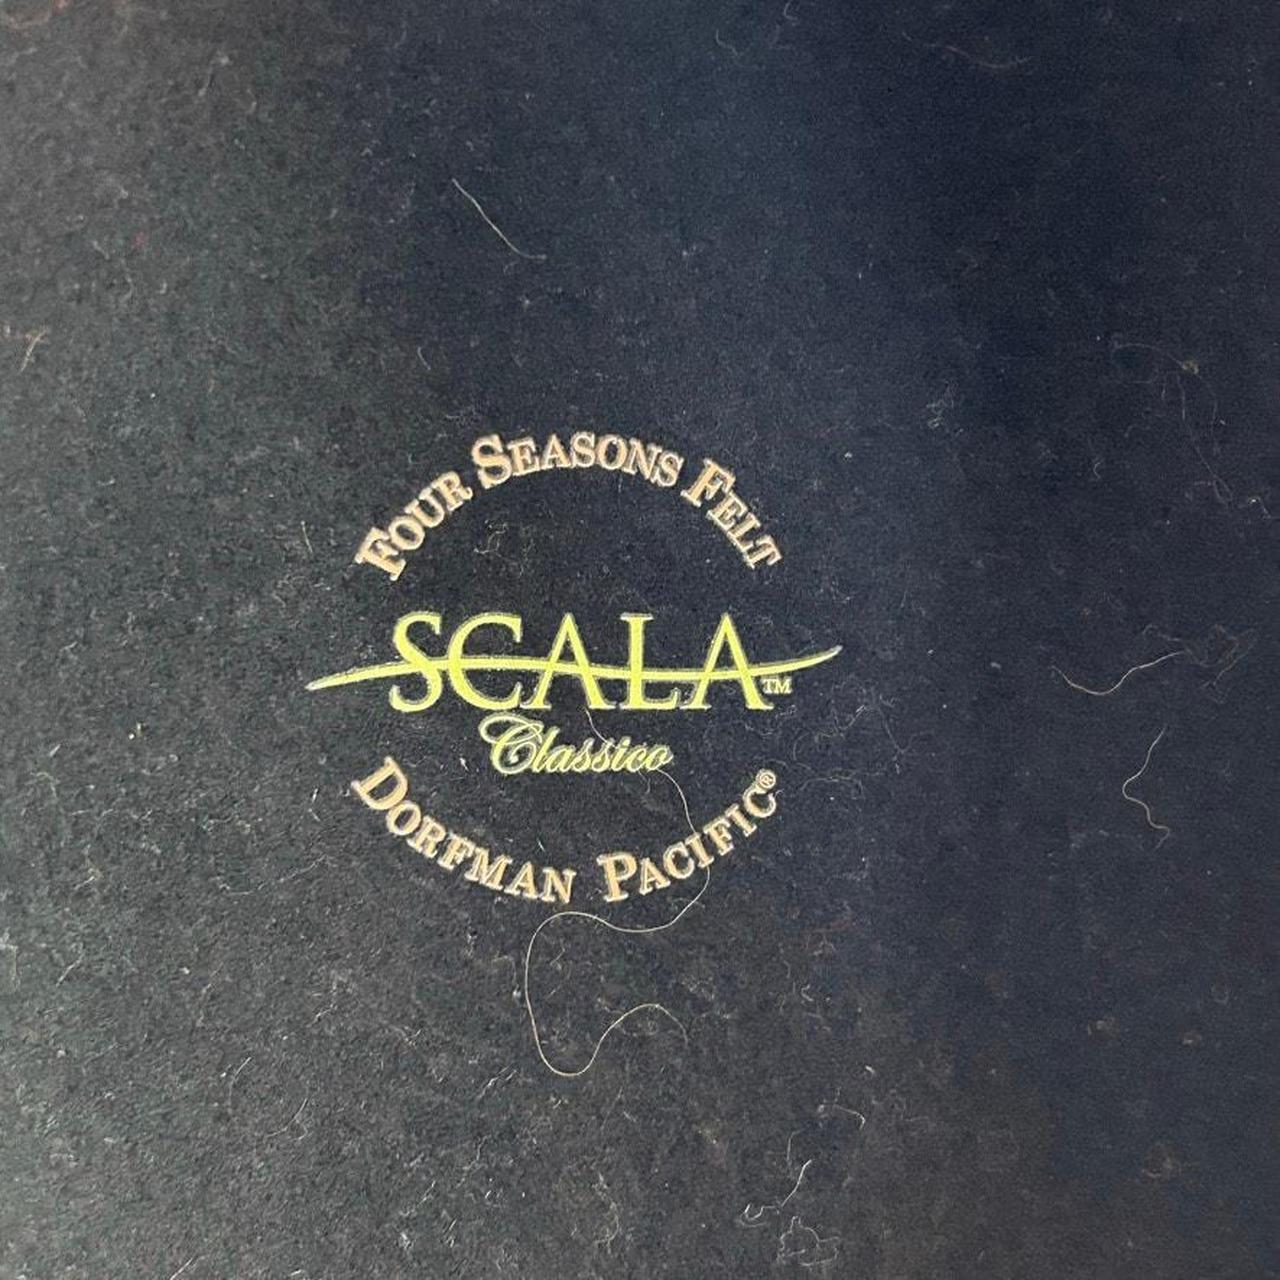 FOUR SEASONS FELT
SCALA™
Classico
DORFMAN PACIFIC®